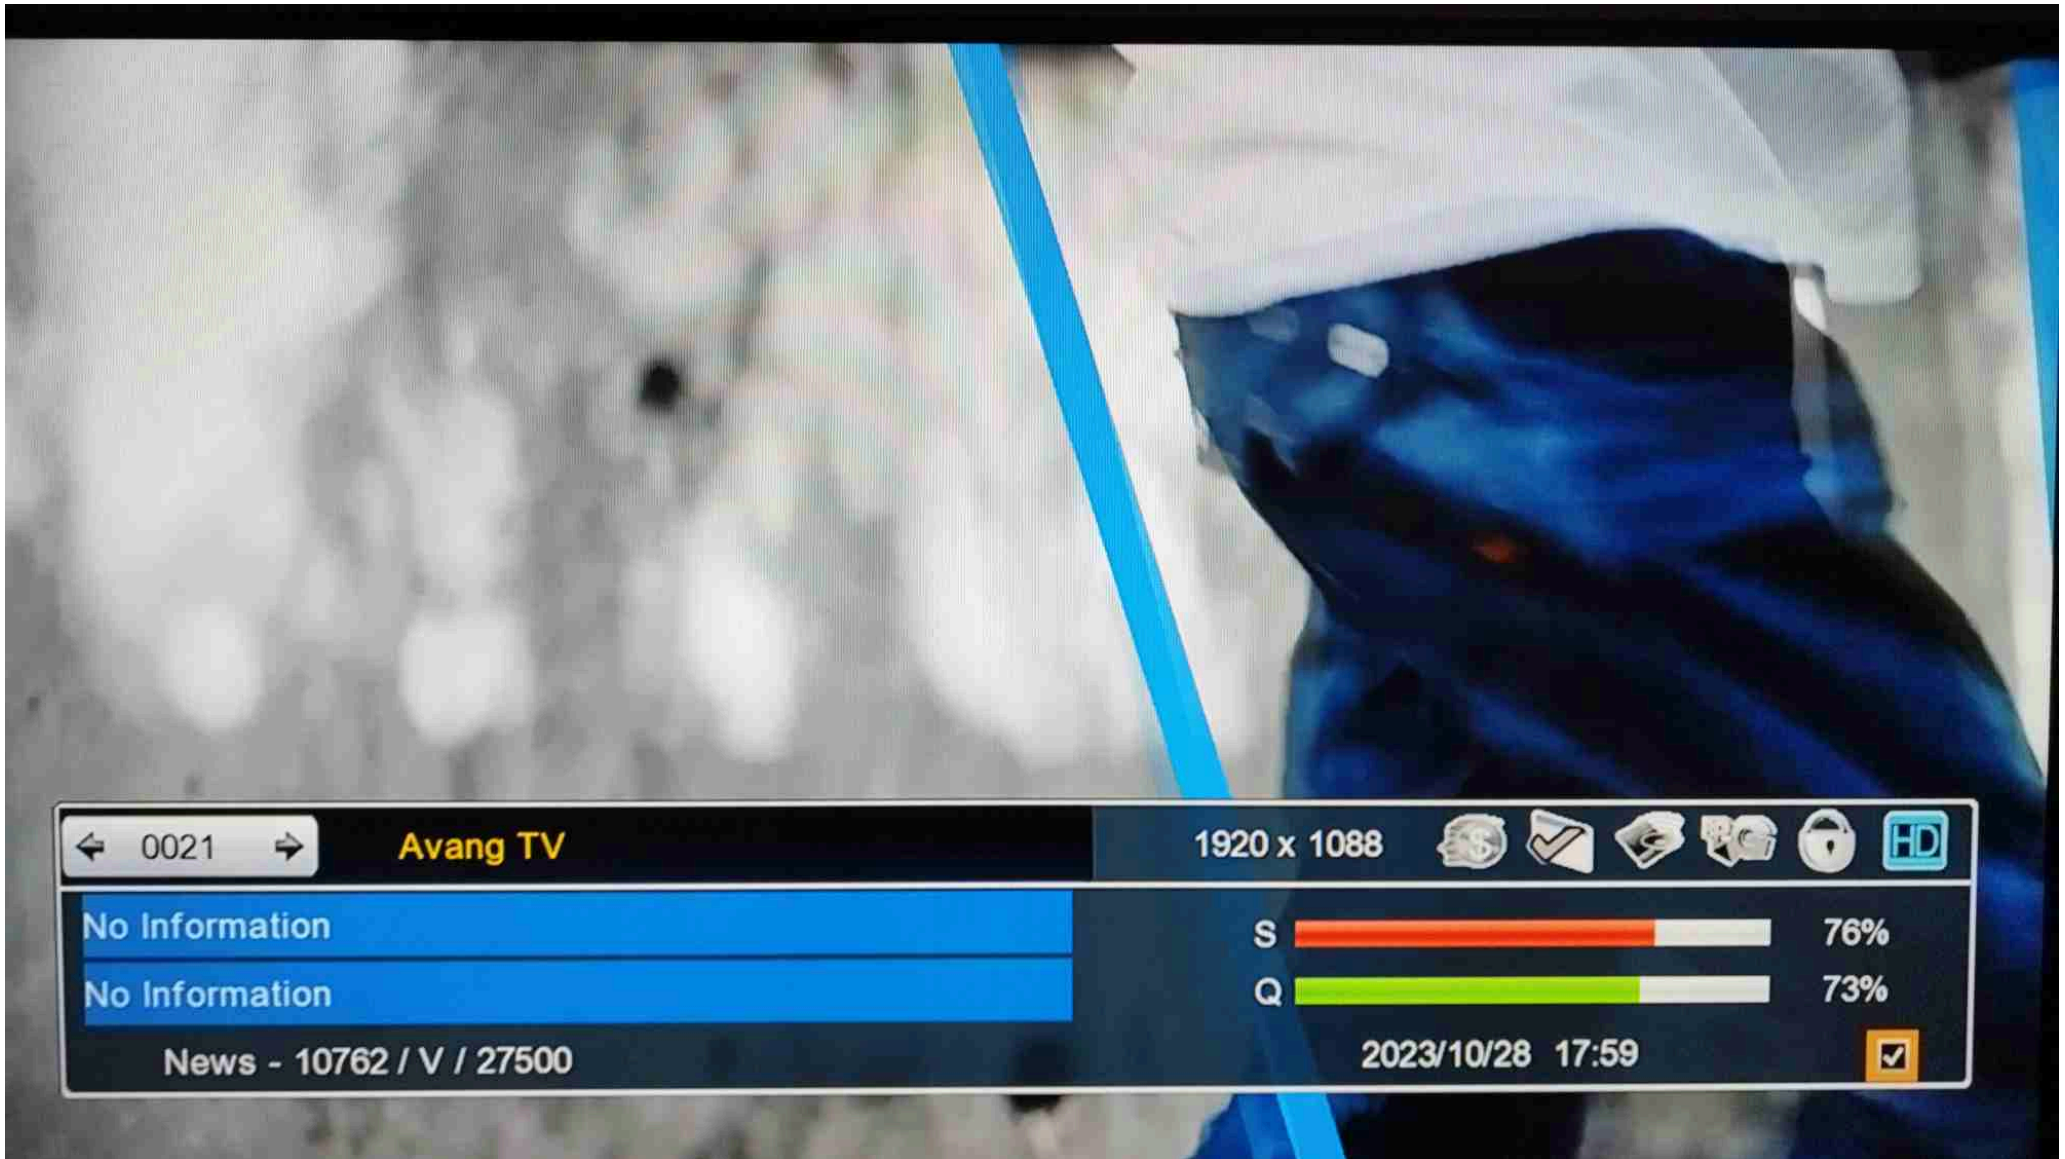 0021 Avang TV 1920 x 1088 HD
No Information
S 76%
No Information
Q 73%
News - 10762 / V / 27500 2023/10/28 17:59